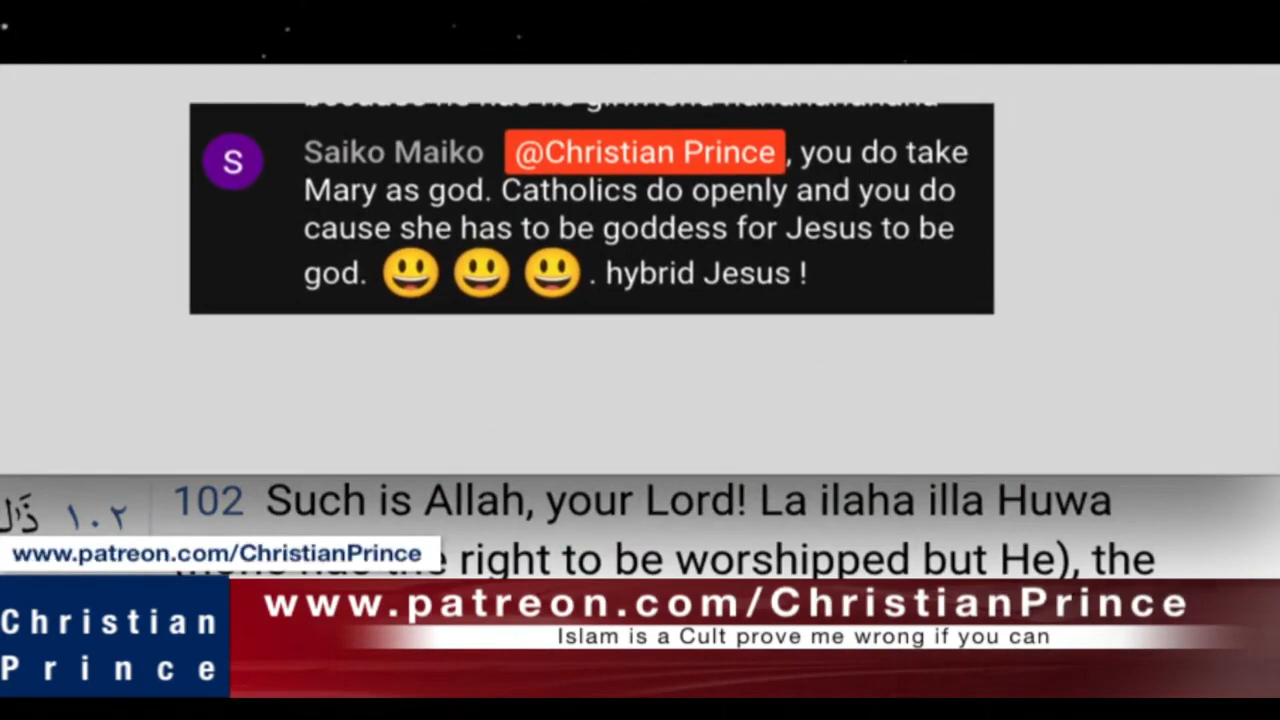 S
Saiko Maiko @Christian Prince , you do take
Mary as god. Catholics do openly and you do
cause she has to be goddess for Jesus to be
god. 😃 😃 😃 . hybrid Jesus !
102 Such is Allah, your Lord! La ilaha illa Huwa
١٠٢
the right to be worshipped but He), the
www.patreon.com/ChristianPrince
www.patreon.com/ChristianPrince
Islam is a Cult prove me wrong if you can
Christian
Prince